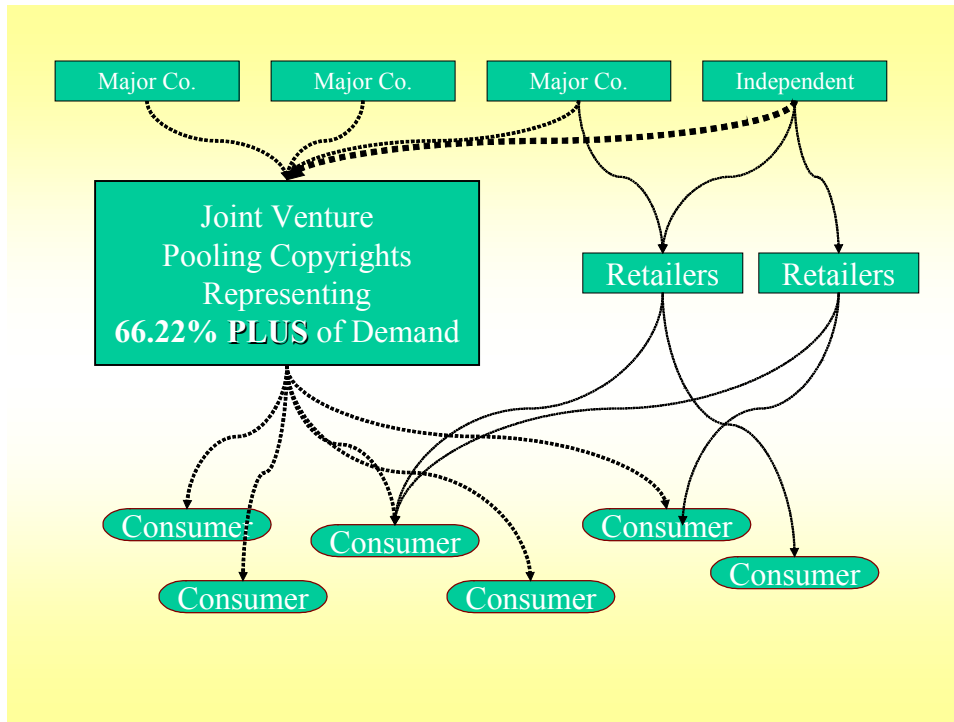 Major Co.
Major Co.
Major Co.
Independent
Joint Venture
Pooling Copyrights
Representing
66.22% PLUS of Demand
Retailers
Retailers
Consumer
Consumer
Consumer
Consumer
Consumer
Consumer